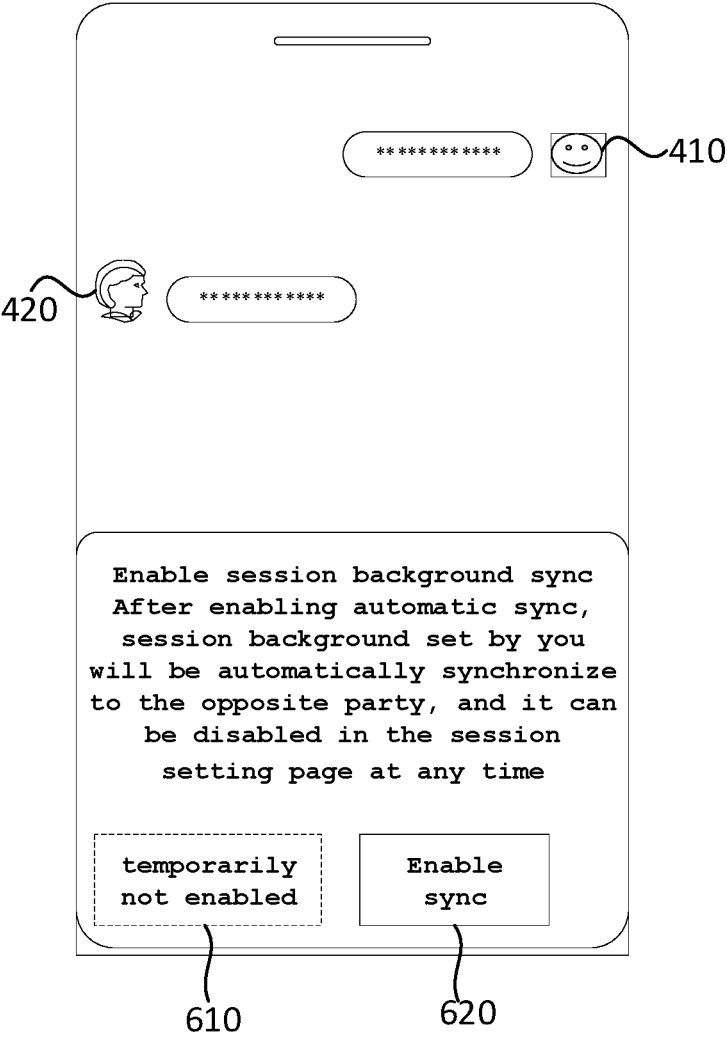 ************
410
420
************
Enable session background sync
After enabling automatic sync,
session background set by you
will be automatically synchronize
to the opposite party, and it can
be disabled in the session
setting page at any time
temporarily
not enabled
Enable
sync
610
620